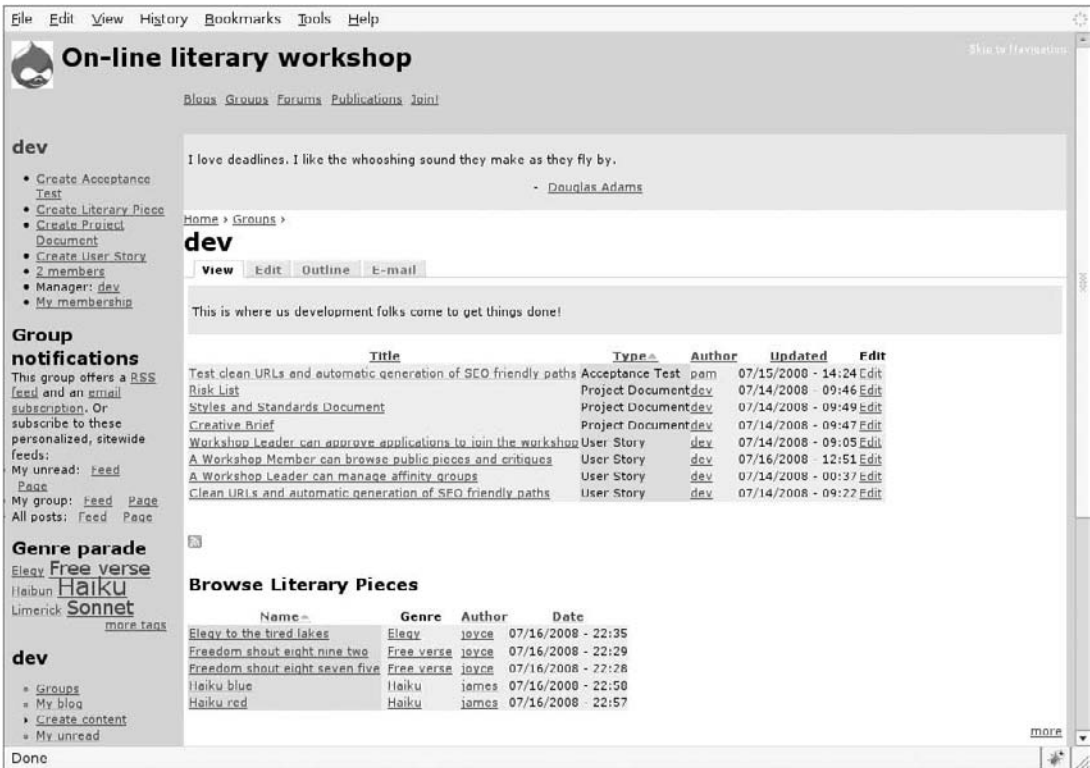 File Edit View History Bookmarks Tools Help
On-line literary workshop
Skip to Navigation
Blogs Groups Forums Publications Join!
dev
Create Acceptance
Test
Create Literary Piece
Create Project
Document
Create User Story
2 members
Manager: dev
My membership
Group
notifications
This group offers a RSS
feed and an email
subscription. Or
subscribe to these
personalized, sitewide
feeds:
My unread: Feed
Page
My group: Feed Page
All posts: Feed Page
Genre parade
Elegy Free verse
Haibun Haiku
Limerick Sonnet
more tags
dev
Groups
My blog
Create content
My unread
I love deadlines. I like the whooshing sound they make as they fly by.
- Douglas Adams
Home › Groups ›
dev
View Edit Outline E-mail
This is where us development folks come to get things done!
Title Type Author Updated Edit
Test clean URLs and automatic generation of SEO friendly paths Acceptance Test pam 07/15/2008 - 14:24 Edit
Risk List Project Document dev 07/14/2008 - 09:46 Edit
Styles and Standards Document Project Document dev 07/14/2008 - 09:49 Edit
Creative Brief Project Document dev 07/14/2008 - 09:47 Edit
Workshop Leader can approve applications to join the workshop User Story dev 07/14/2008 - 09:05 Edit
A Workshop Member can browse public pieces and critiques User Story dev 07/16/2008 - 12:51 Edit
A Workshop Leader can manage affinity groups User Story dev 07/14/2008 - 00:37 Edit
Clean URLs and automatic generation of SEO friendly paths User Story dev 07/14/2008 - 09:22 Edit
Browse Literary Pieces
Name Genre Author Date
Elegy to the tired lakes Elegy joyce 07/16/2008 - 22:35
Freedom shout eight nine two Free verse joyce 07/16/2008 - 22:29
Freedom shout eight seven five Free verse joyce 07/16/2008 - 22:28
Haiku blue Haiku james 07/16/2008 - 22:58
Haiku red Haiku james 07/16/2008 - 22:57
more
Done